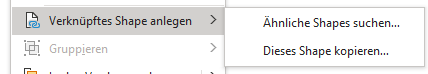 Verknüpftes Shape anlegen
Ähnliche Shapes suchen...
Dieses Shape kopieren...
Gruppieren